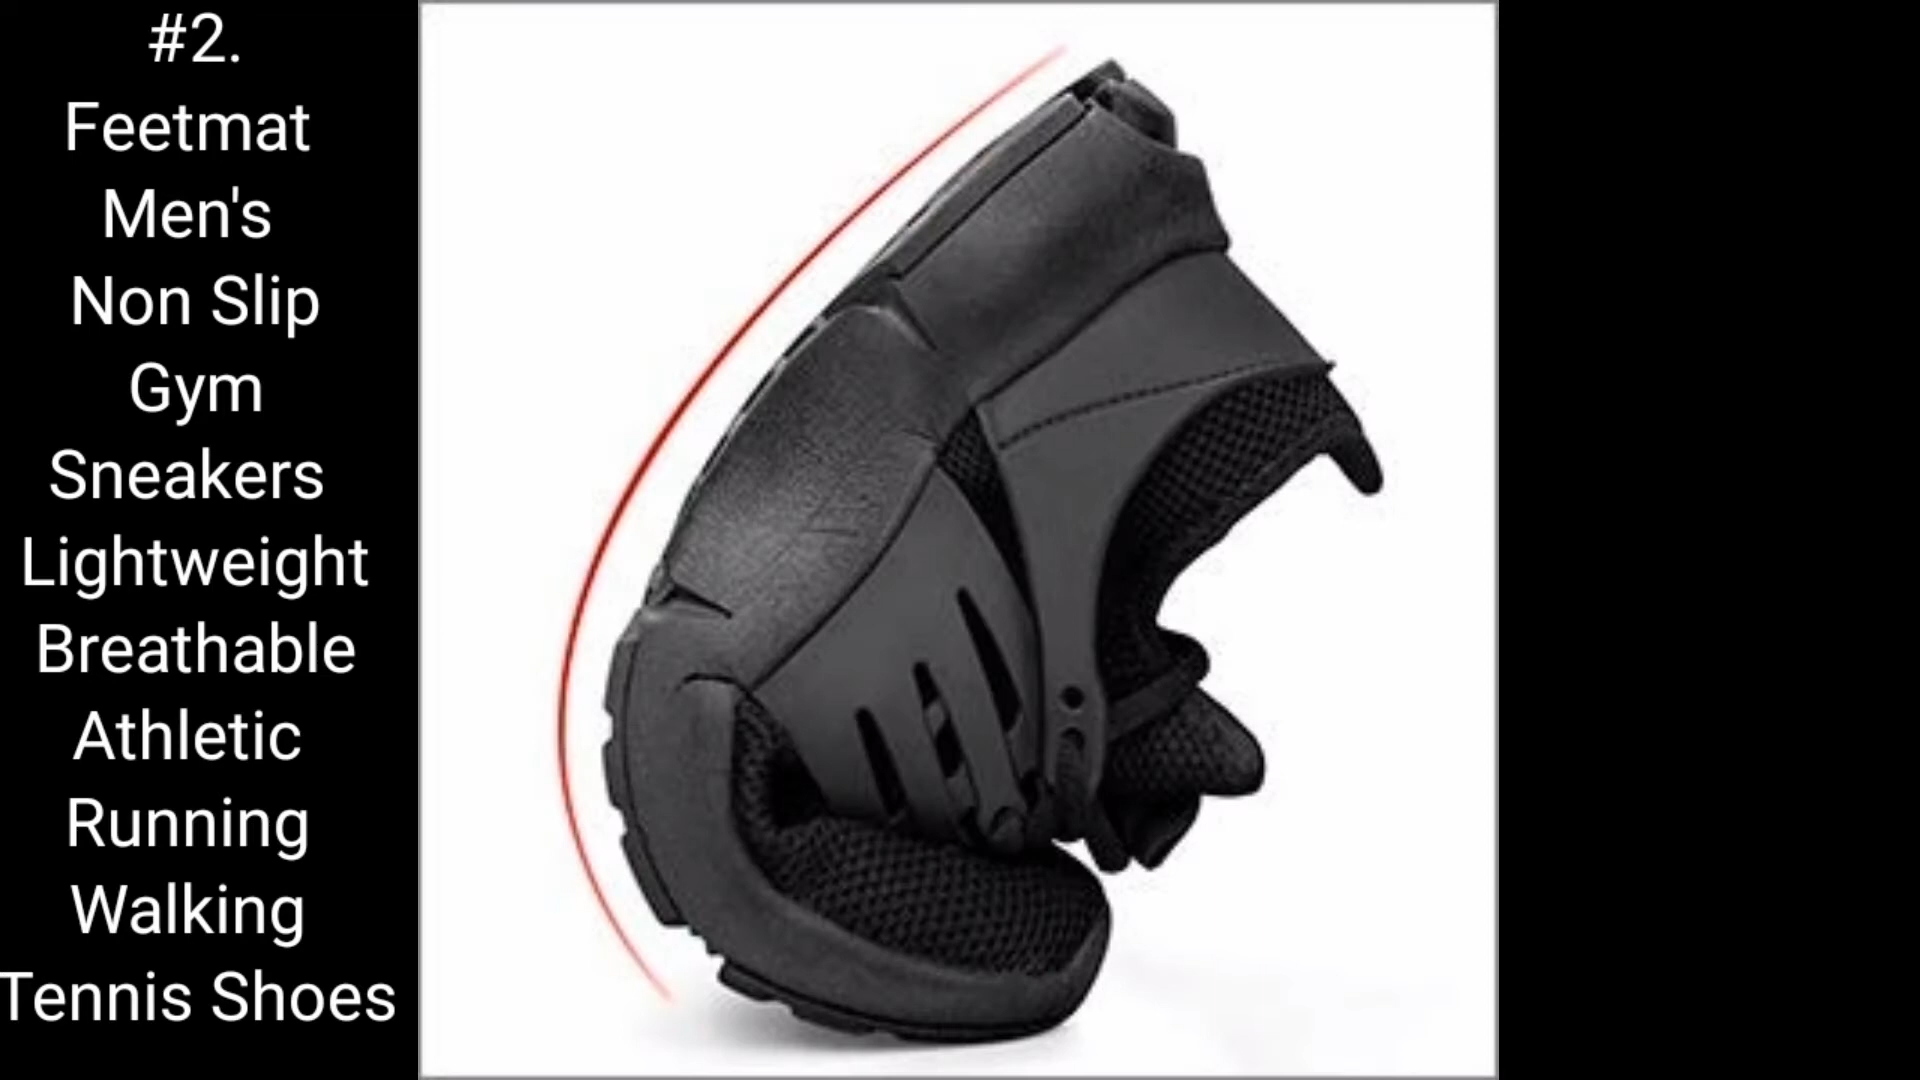 #2.
Feetmat
Men's
Non Slip
Gym
Sneakers
Lightweight
Breathable
Athletic
Running
Walking
Tennis Shoes